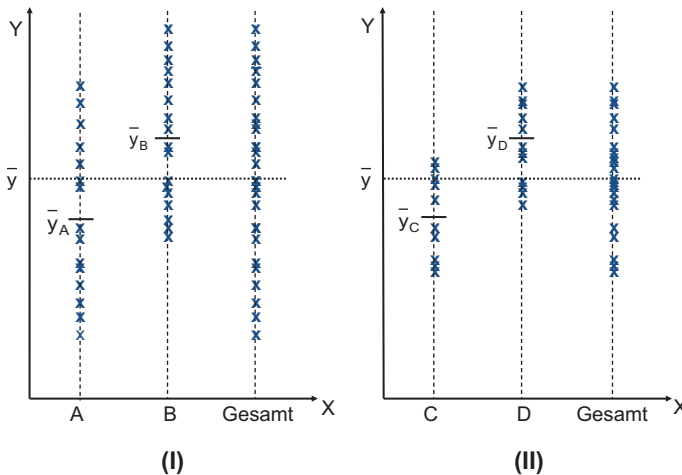 Y
ȳ
ȳA
ȳB
A B Gesamt X
(I)
Y
ȳ
ȳC
ȳD
C D Gesamt X
(II)